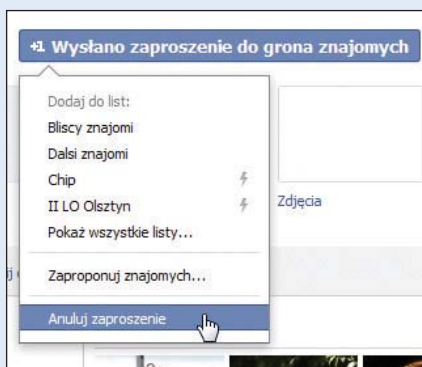 +1 Wysłano zaproszenie do grona znajomych
Dodaj do list:
Bliscy znajomi
Dalsi znajomi
Chip
II LO Olsztyn
Pokaż wszystkie listy...
Zdjęcia
Zaproponuj znajomych...
Anuluj zaproszenie